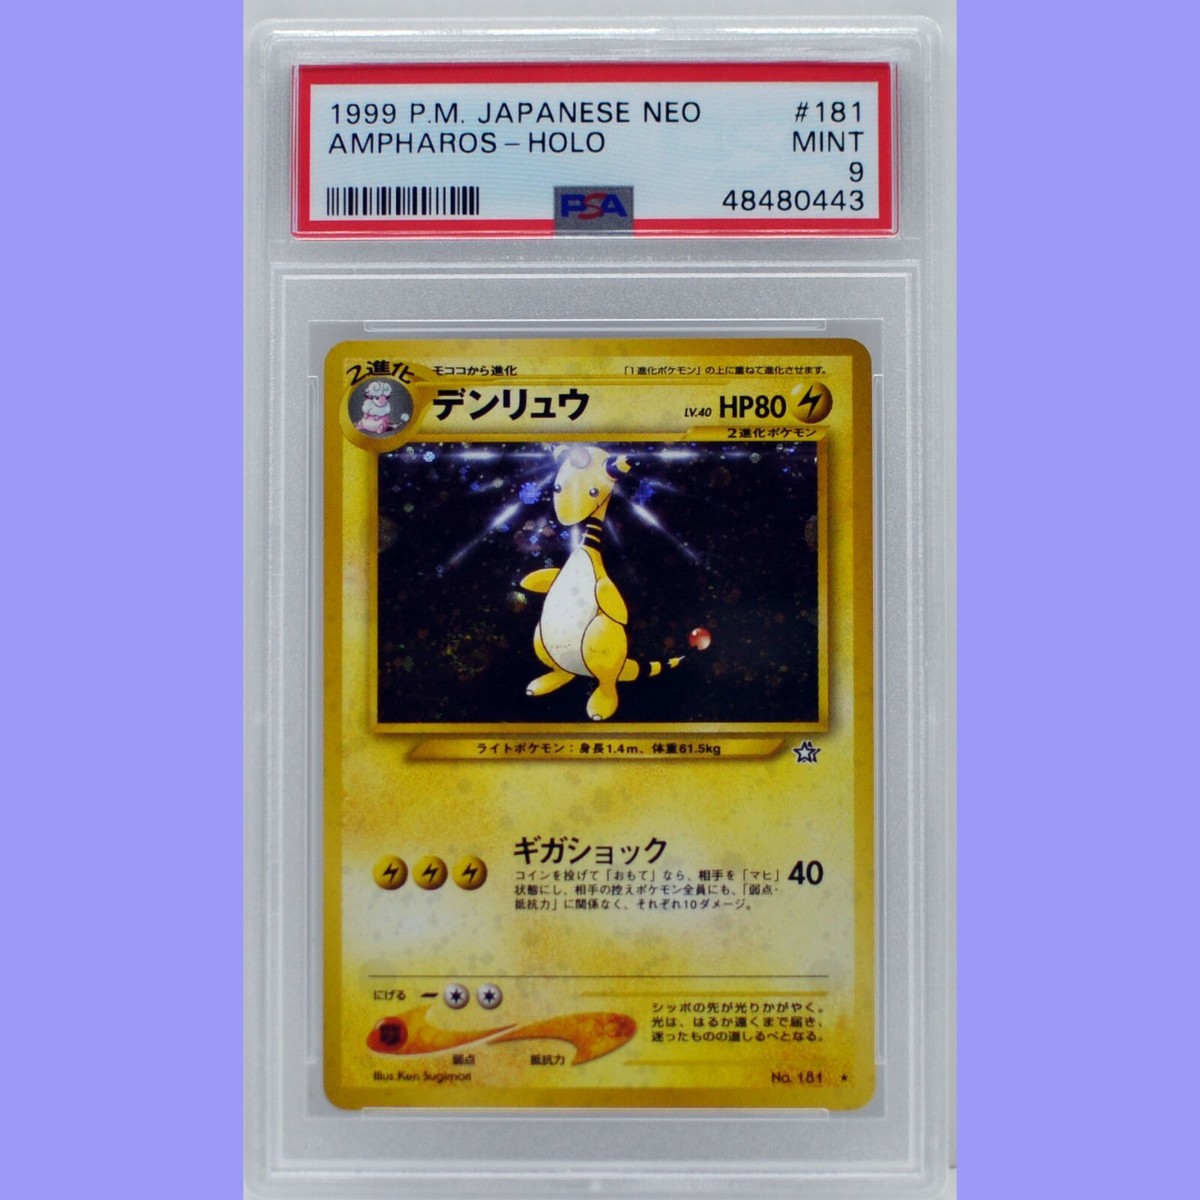 1999 P.M. JAPANESE NEO #181
AMPHAROS - HOLO MINT
9
PSA 48480443
2進化
モココから進化
「1進化ポケモン」の上に重ねて進化させます。
デンリュウ LV.40 HP80
2進化ポケモン
ライトポケモン:身長1.4m、体重61.5kg
ギガショック
コインを投げて「おもて」なら、相手を「マヒ」 40
状態にし、相手の控えポケモン全員にも、「弱点・
抵抗力」に関係なく、それぞれ10ダメージ。
にげる
シッポの先が光りかがやく。
光は、はるか遠くまで届き、
迷ったものの道しるべとなる。
弱点 抵抗力
Illus. Ken Sugimori No. 181 ★